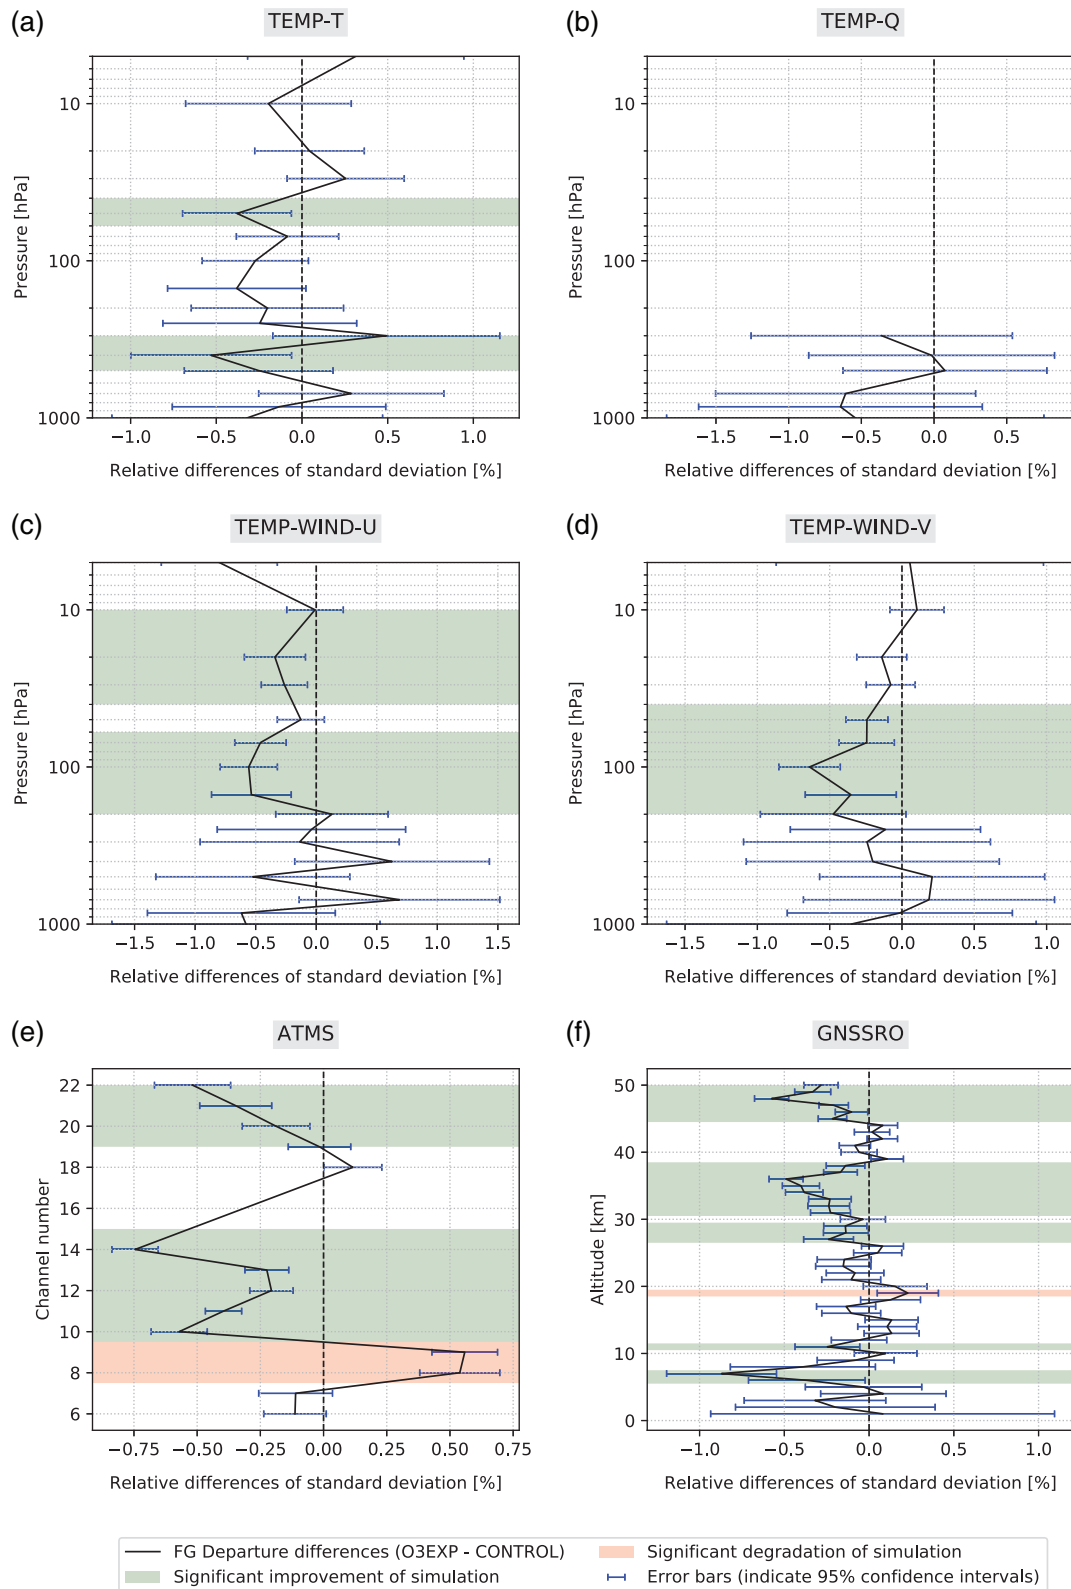 (a) TEMP-T
(b) TEMP-Q
Pressure [hPa]
10
100
1000
−1.0 −0.5 0.0 0.5 1.0
Relative differences of standard deviation [%]
Pressure [hPa]
10
100
1000
−1.5 −1.0 −0.5 0.0 0.5
Relative differences of standard deviation [%]
(c) TEMP-WIND-U
(d) TEMP-WIND-V
Pressure [hPa]
10
100
1000
−1.5 −1.0 −0.5 0.0 0.5 1.0 1.5
Relative differences of standard deviation [%]
Pressure [hPa]
10
100
1000
−1.5 −1.0 −0.5 0.0 0.5 1.0
Relative differences of standard deviation [%]
(e) ATMS
(f) GNSSRO
Channel number
22
20
18
16
14
12
10
8
6
−0.75 −0.50 −0.25 0.00 0.25 0.50 0.75
Relative differences of standard deviation [%]
Altitude [km]
50
40
30
20
10
0
−1.0 −0.5 0.0 0.5 1.0
Relative differences of standard deviation [%]
FG Departure differences (O3EXP - CONTROL)
Significant improvement of simulation
Significant degradation of simulation
Error bars (indicate 95% confidence intervals)